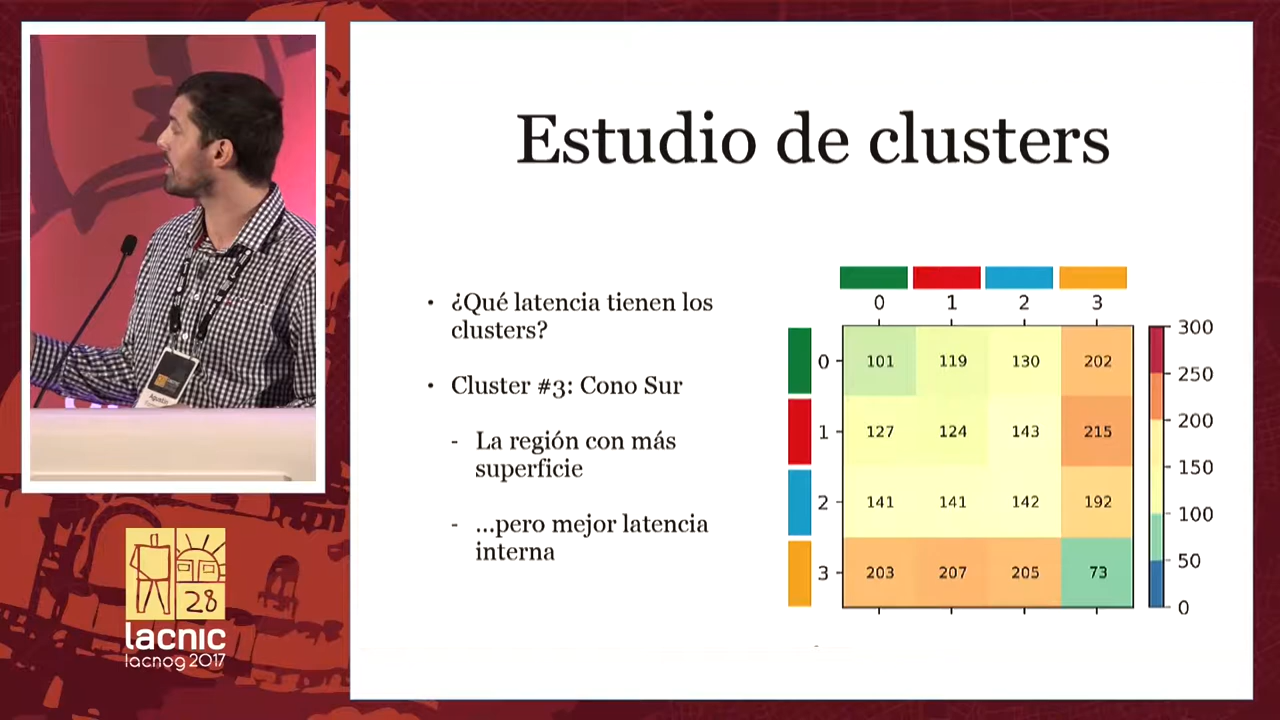 Estudio de clusters
• ¿Qué latencia tienen los
clusters?
• Cluster #3: Cono Sur
- La región con más
superficie
- ...pero mejor latencia
interna
0 1 2 3
0 101 119 130 202
1 127 124 143 215
2 141 141 142 192
3 203 207 205 73
300
250
200
150
100
50
0
Agustín
28
lacnic
lacnog 2017